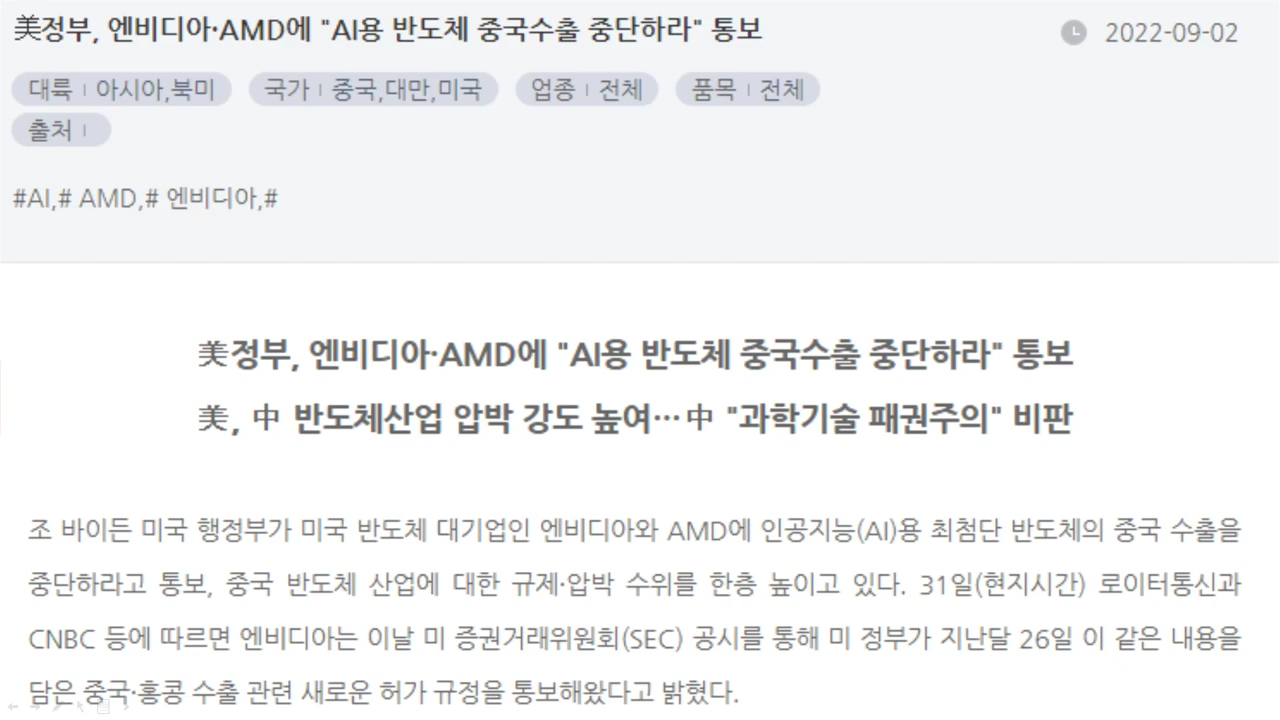 美정부, 엔비디아·AMD에 "AI용 반도체 중국수출 중단하라" 통보
2022-09-02
대륙 | 아시아,북미
국가 | 중국,대만,미국
업종 | 전체
품목 | 전체
출처 |
#AI,# AMD,# 엔비디아,#
美정부, 엔비디아·AMD에 "AI용 반도체 중국수출 중단하라" 통보
美, 中 반도체산업 압박 강도 높여…中 "과학기술 패권주의" 비판
조 바이든 미국 행정부가 미국 반도체 대기업인 엔비디아와 AMD에 인공지능(AI)용 최첨단 반도체의 중국 수출을
중단하라고 통보, 중국 반도체 산업에 대한 규제·압박 수위를 한층 높이고 있다. 31일(현지시간) 로이터통신과
CNBC 등에 따르면 엔비디아는 이날 미 증권거래위원회(SEC) 공시를 통해 미 정부가 지난달 26일 이 같은 내용을
담은 중국·홍콩 수출 관련 새로운 허가 규정을 통보해왔다고 밝혔다.